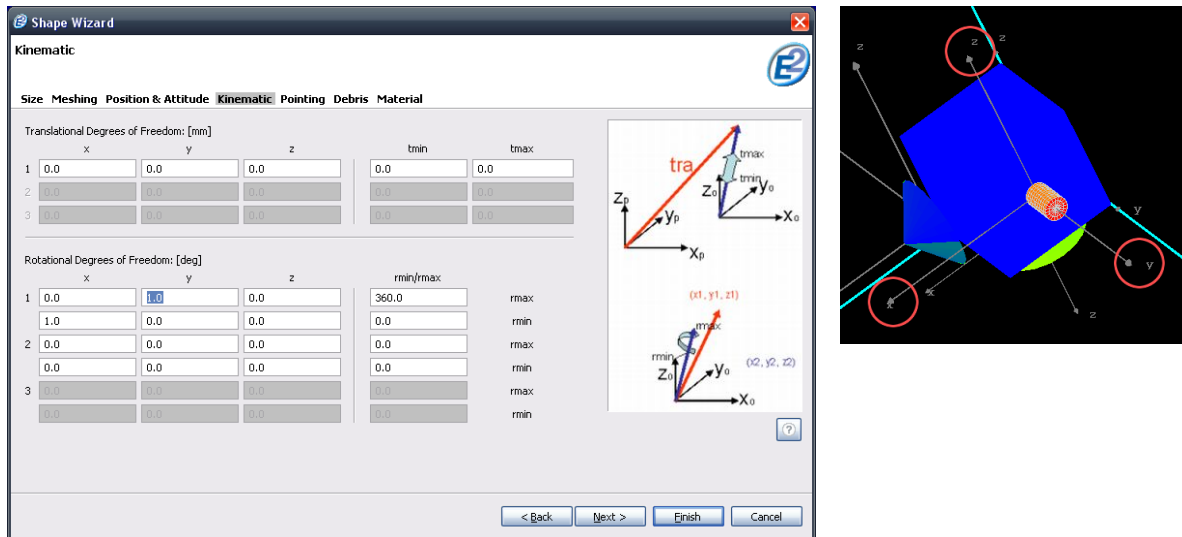 Shape Wizard
Kinematic
E2
Size Meshing Position & Attitude Kinematic Pointing Debris Material
Translational Degrees of Freedom: [mm]
x y z tmin tmax
1 0.0 0.0 0.0 0.0 0.0
2 0.0 0.0 0.0 0.0 0.0
3 0.0 0.0 0.0 0.0 0.0
Rotational Degrees of Freedom: [deg]
x y z rmin/rmax
1 0.0 1.0 0.0 360.0 rmax
1.0 0.0 0.0 0.0 rmin
2 0.0 0.0 0.0 0.0 rmax
0.0 0.0 0.0 0.0 rmin
3 0.0 0.0 0.0 0.0 rmax
0.0 0.0 0.0 0.0 rmin
tra
tmax
tmin
Zo
yo
Xo
Zp
yp
Xp
(x1, y1, z1)
rmax
rmin
Zo
yo
(x2, y2, z2)
Xo
?
< Back Next > Finish Cancel
z
z
z
y
y
x
x
z